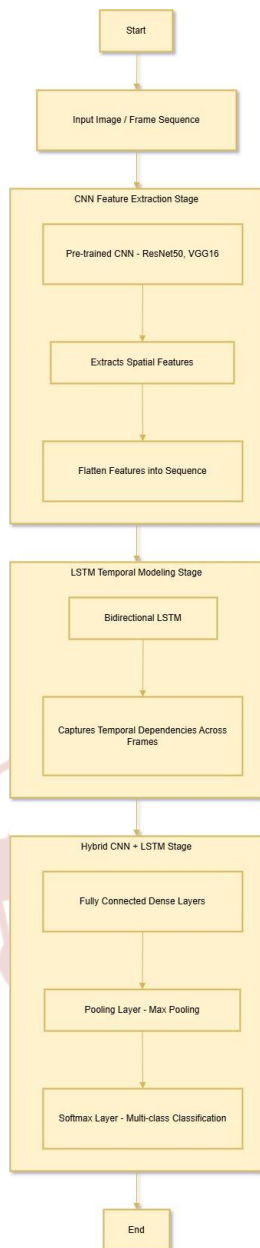 Start
Input Image / Frame Sequence
CNN Feature Extraction Stage
Pre-trained CNN - ResNet50, VGG16
Extracts Spatial Features
Flatten Features into Sequence
LSTM Temporal Modeling Stage
Bidirectional LSTM
Captures Temporal Dependencies Across
Frames
Hybrid CNN + LSTM Stage
Fully Connected Dense Layers
Pooling Layer - Max Pooling
Softmax Layer - Multi-class Classification
End